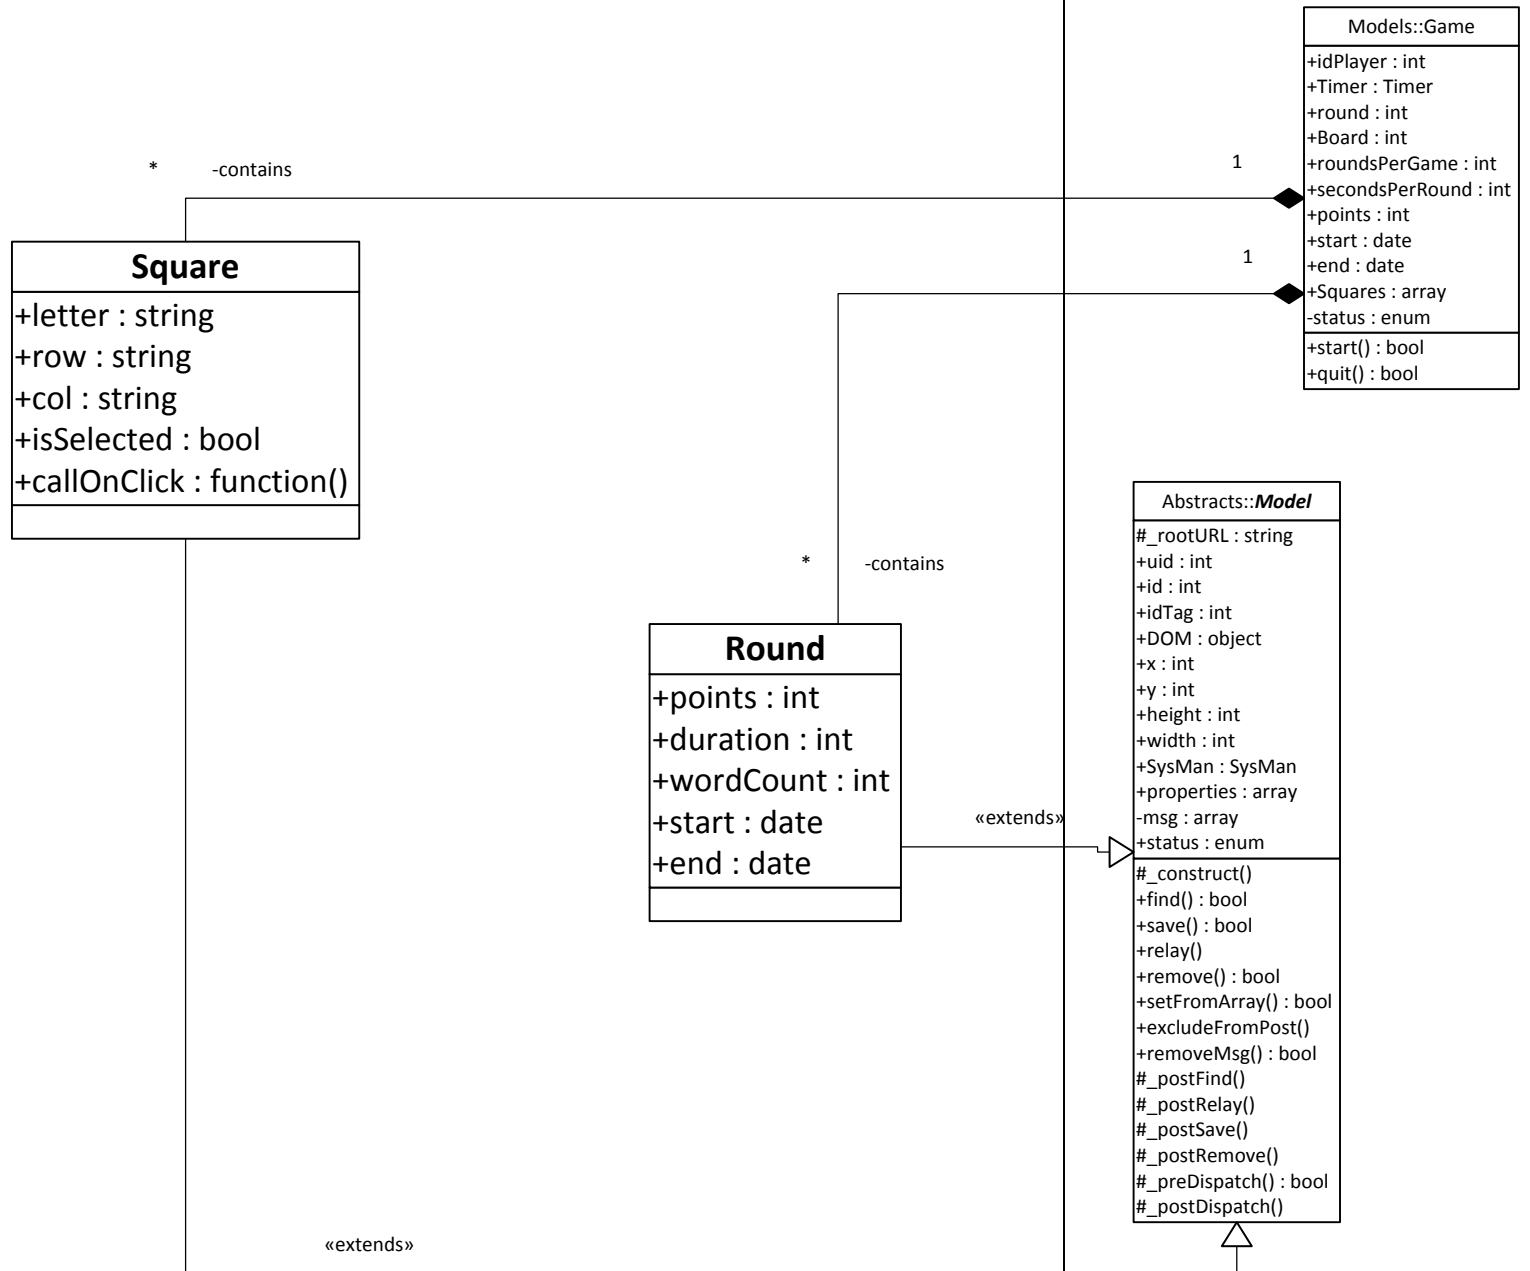 Models::Game
+idPlayer : int
+Timer : Timer
+round : int
+Board : int
+roundsPerGame : int
+secondsPerRound : int
+points : int
+start : date
+end : date
+Squares : array
-status : enum
+start() : bool
+quit() : bool
* -contains
1
1
Square
+letter : string
+row : string
+col : string
+isSelected : bool
+callOnClick : function()
* -contains
Round
+points : int
+duration : int
+wordCount : int
+start : date
+end : date
«extends»
Abstracts::Model
#_rootURL : string
+uid : int
+id : int
+idTag : int
+DOM : object
+x : int
+y : int
+height : int
+width : int
+SysMan : SysMan
+properties : array
-msg : array
+status : enum
#_construct()
+find() : bool
+save() : bool
+relay()
+remove() : bool
+setFromArray() : bool
+excludeFromPost()
+removeMsg() : bool
#_postFind()
#_postRelay()
#_postSave()
#_postRemove()
#_preDispatch() : bool
#_postDispatch()
«extends»